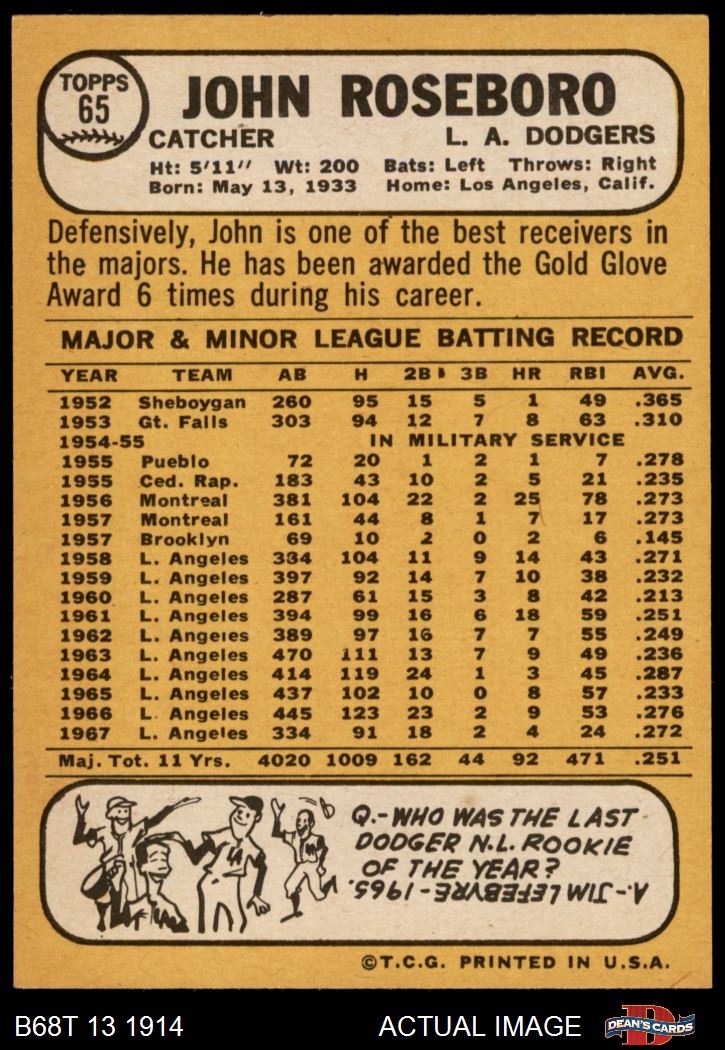 TOPPS
65
JOHN ROSEBORO
CATCHER L. A. DODGERS
Ht: 5'11" Wt: 200 Bats: Left Throws: Right
Born: May 13, 1933 Home: Los Angeles, Calif.
Defensively, John is one of the best receivers in
the majors. He has been awarded the Gold Glove
Award 6 times during his career.
MAJOR & MINOR LEAGUE BATTING RECORD
YEAR TEAM AB H 2B 3B HR RBI AVG.
1952 Sheboygan 260 95 15 5 1 49 .365
1953 Gt. Falls 303 94 12 7 8 63 .310
1954-55 IN MILITARY SERVICE
1955 Pueblo 72 20 1 2 1 7 .278
1955 Ced. Rap. 183 43 10 2 5 21 .235
1956 Montreal 381 104 22 2 25 78 .273
1957 Montreal 161 44 8 1 7 17 .273
1957 Brooklyn 69 10 2 0 2 6 .145
1958 L. Angeles 384 104 11 9 14 43 .271
1959 L. Angeles 397 92 14 7 10 38 .232
1960 L. Angeles 287 61 15 3 8 42 .213
1961 L. Angeles 394 99 16 6 18 59 .251
1962 L. Angeles 389 97 16 7 7 55 .249
1963 L. Angeles 470 111 13 7 9 49 .236
1964 L. Angeles 414 119 24 1 3 45 .287
1965 L. Angeles 437 102 10 0 8 57 .233
1966 L. Angeles 445 123 23 2 9 53 .276
1967 L. Angeles 334 91 18 2 4 24 .272
Maj. Tot. 11 Yrs. 4020 1009 162 44 92 471 .251
Q.-WHO WAS THE LAST
DODGER N.L. ROOKIE
OF THE YEAR?
A.-JIM LEFEBVRE-1965.
©T.C.G. PRINTED IN U.S.A.
B68T 13 1914 ACTUAL IMAGE DEAN'S CARDS